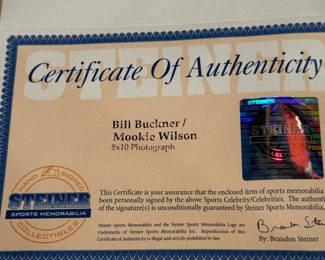 STEINER
Certificate Of Authenticity
Bill Buckner /
Mookie Wilson
8x10 Photograph
STEINER
HAND SIGNED
STEINER
SPORTS MEMORABILIA
COLLECTIBLES
This Certificate is your assurance that the enclosed item of sports memorabilia
been personally signed by the above Sports Celebrity/Celebrities. The authent
of the signature(s) is unconditionally guaranteed by Steiner Sports Memorabilia,
Steiner Sports Memorabilia and the Steiner Sports Memorabilia Logo are
trademarks of Steiner Sports Memorabilia Inc. Reproduction of this
Certificate of Authenticity is illegal and strictly prohibited by law.
By: Brandon Steiner